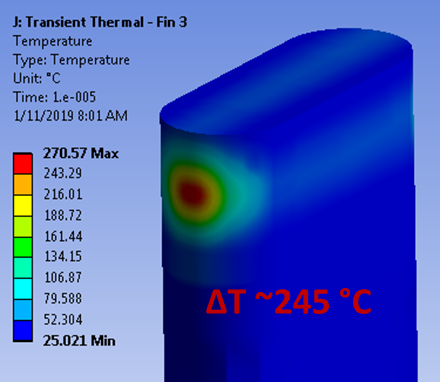 J: Transient Thermal - Fin 3
Temperature
Type: Temperature
Unit: °C
Time: 1.e-005
1/11/2019 8:01 AM
270.57 Max
243.29
216.01
188.72
161.44
134.15
106.87
79.588
52.304
25.021 Min
ΔT ~245 °C